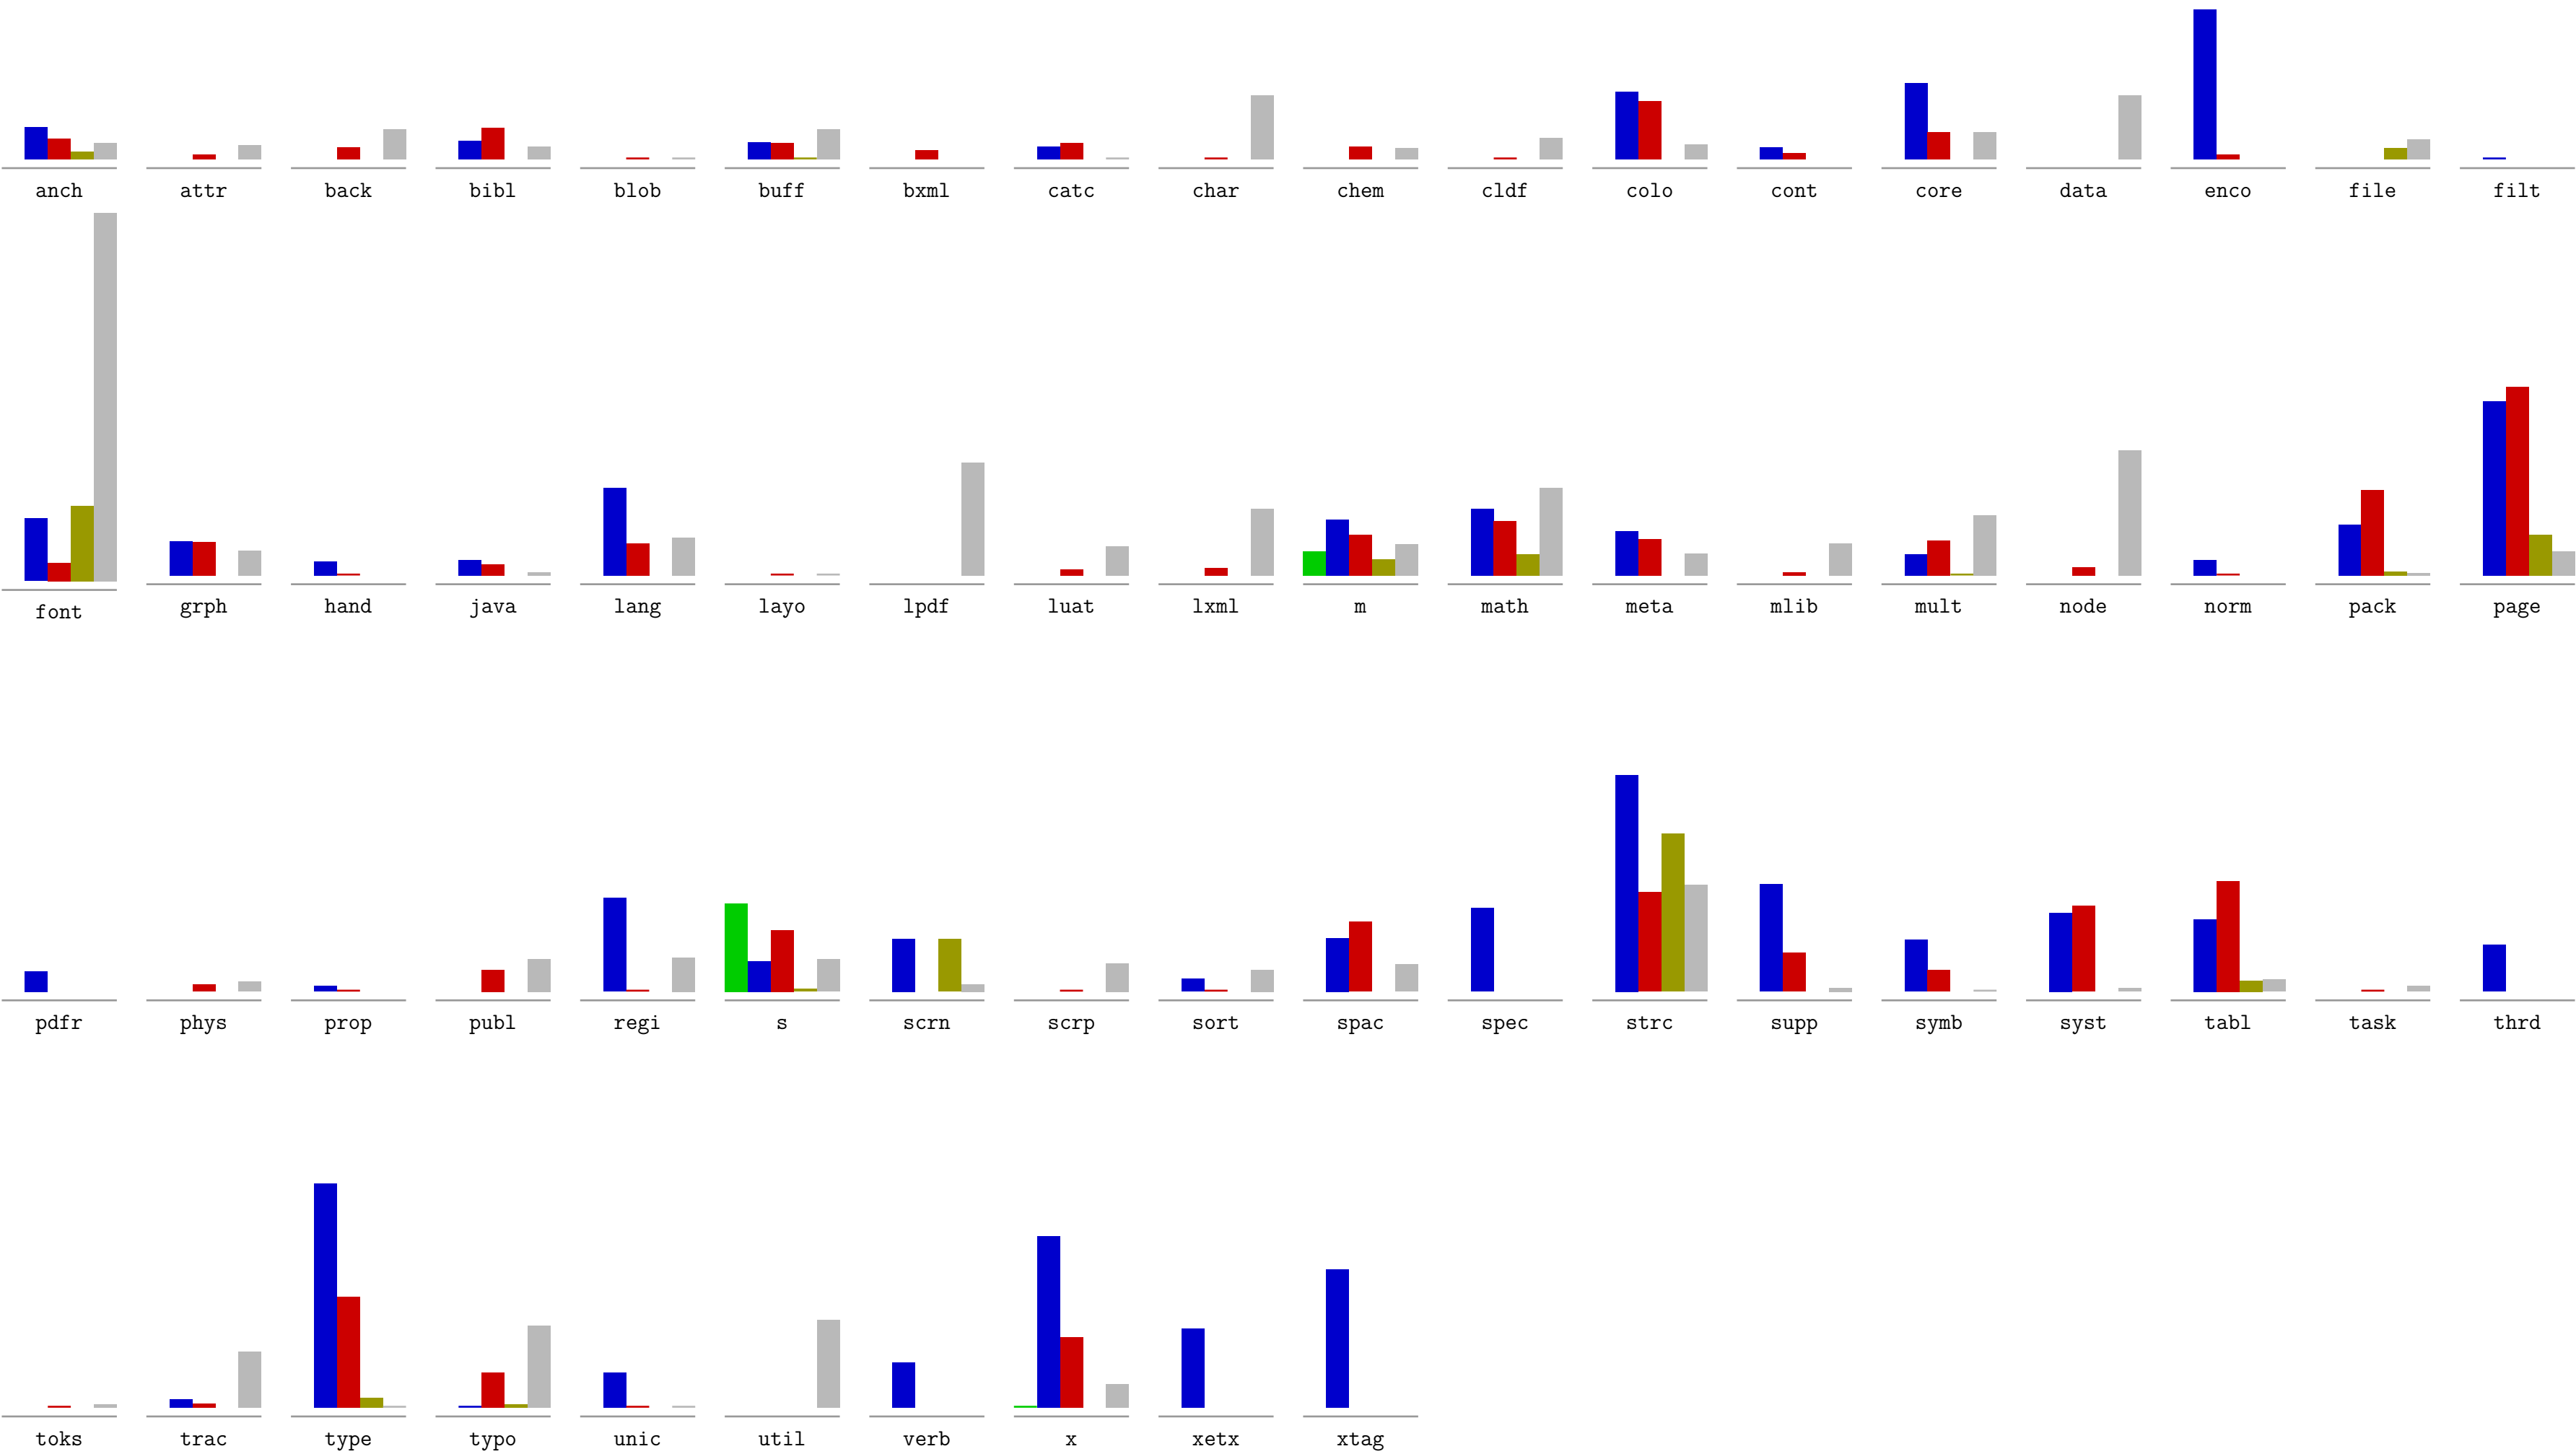 anch attr back bibl blob buff bxml catc char chem cldf colo cont core data enco file filt
font grph hand java lang layo lpdf luat lxml m math meta mlib mult node norm pack page
pdfr phys prop publ regi s scrn scrp sort spac spec strc supp symb syst tabl task thrd
toks trac type typo unic util verb x xetx xtag